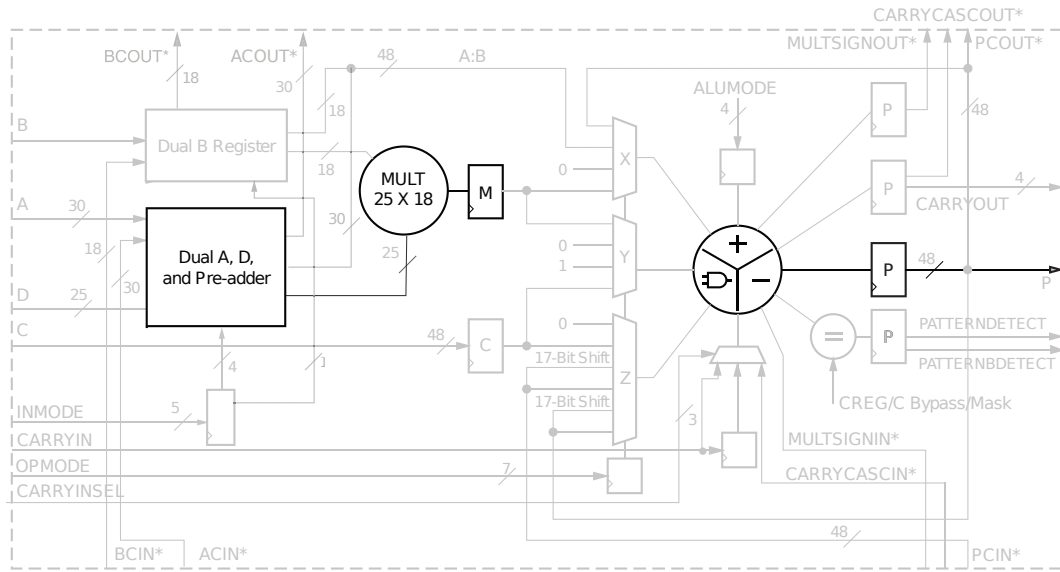 CARRYCASCOUT*
BCOUT*
ACOUT*
MULTSIGNOUT*
PCOUT*
48
A:B
18
30
ALUMODE
4
48
18
B
Dual B Register
18
P
X
0
MULT
25 X 18
M
4
P
CARRYOUT
A
30
18
30
30
Dual A, D,
and Pre-adder
25
0
1
Y
P
48
P
D
25
C
48
C
0
17-Bit Shift
17-Bit Shift
Z
=
P
PATTERNDETECT
PATTERNBDETECT
4
1
CREG/C Bypass/Mask
INMODE
5
3
CARRYIN
MULTSIGNIN*
OPMODE
7
CARRYCASCIN*
CARRYINSEL
48
BCIN*
ACIN*
PCIN*